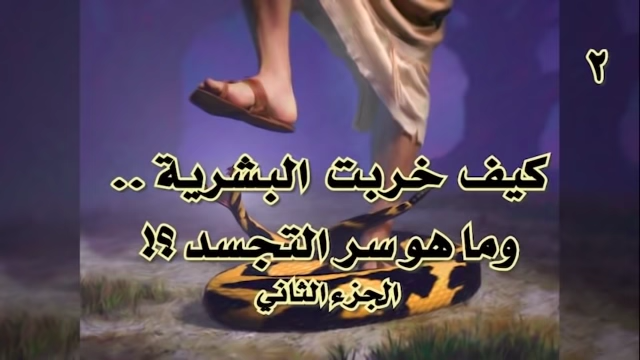 ٢
كيف خربت البشرية ..
وما هو سر التجسد ؟!
الجزء الثاني